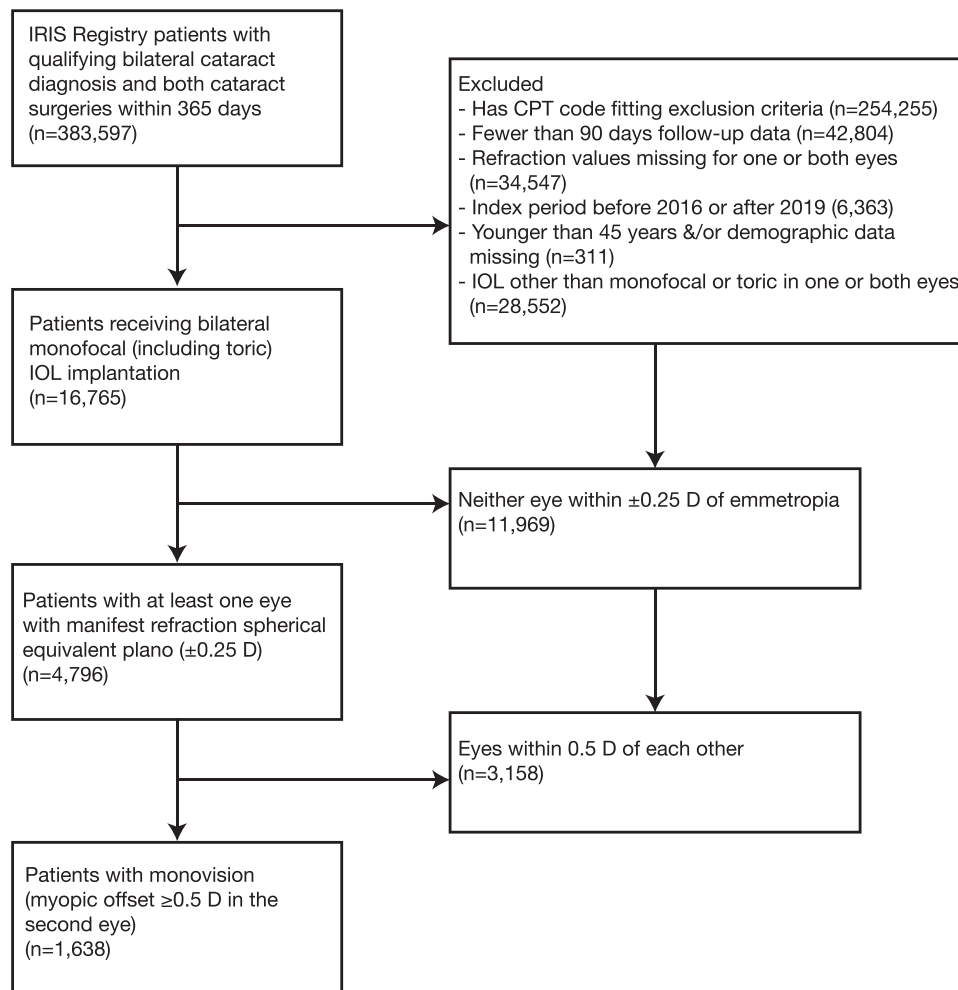 IRIS Registry patients with
qualifying bilateral cataract
diagnosis and both cataract
surgeries within 365 days
(n=383,597)
Excluded
- Has CPT code fitting exclusion criteria (n=254,255)
- Fewer than 90 days follow-up data (n=42,804)
- Refraction values missing for one or both eyes
(n=34,547)
- Index period before 2016 or after 2019 (6,363)
- Younger than 45 years &/or demographic data
missing (n=311)
- IOL other than monofocal or toric in one or both eyes
(n=28,552)
Patients receiving bilateral
monofocal (including toric)
IOL implantation
(n=16,765)
Neither eye within ±0.25 D of emmetropia
(n=11,969)
Patients with at least one eye
with manifest refraction spherical
equivalent plano (±0.25 D)
(n=4,796)
Eyes within 0.5 D of each other
(n=3,158)
Patients with monovision
(myopic offset ≥0.5 D in the
second eye)
(n=1,638)